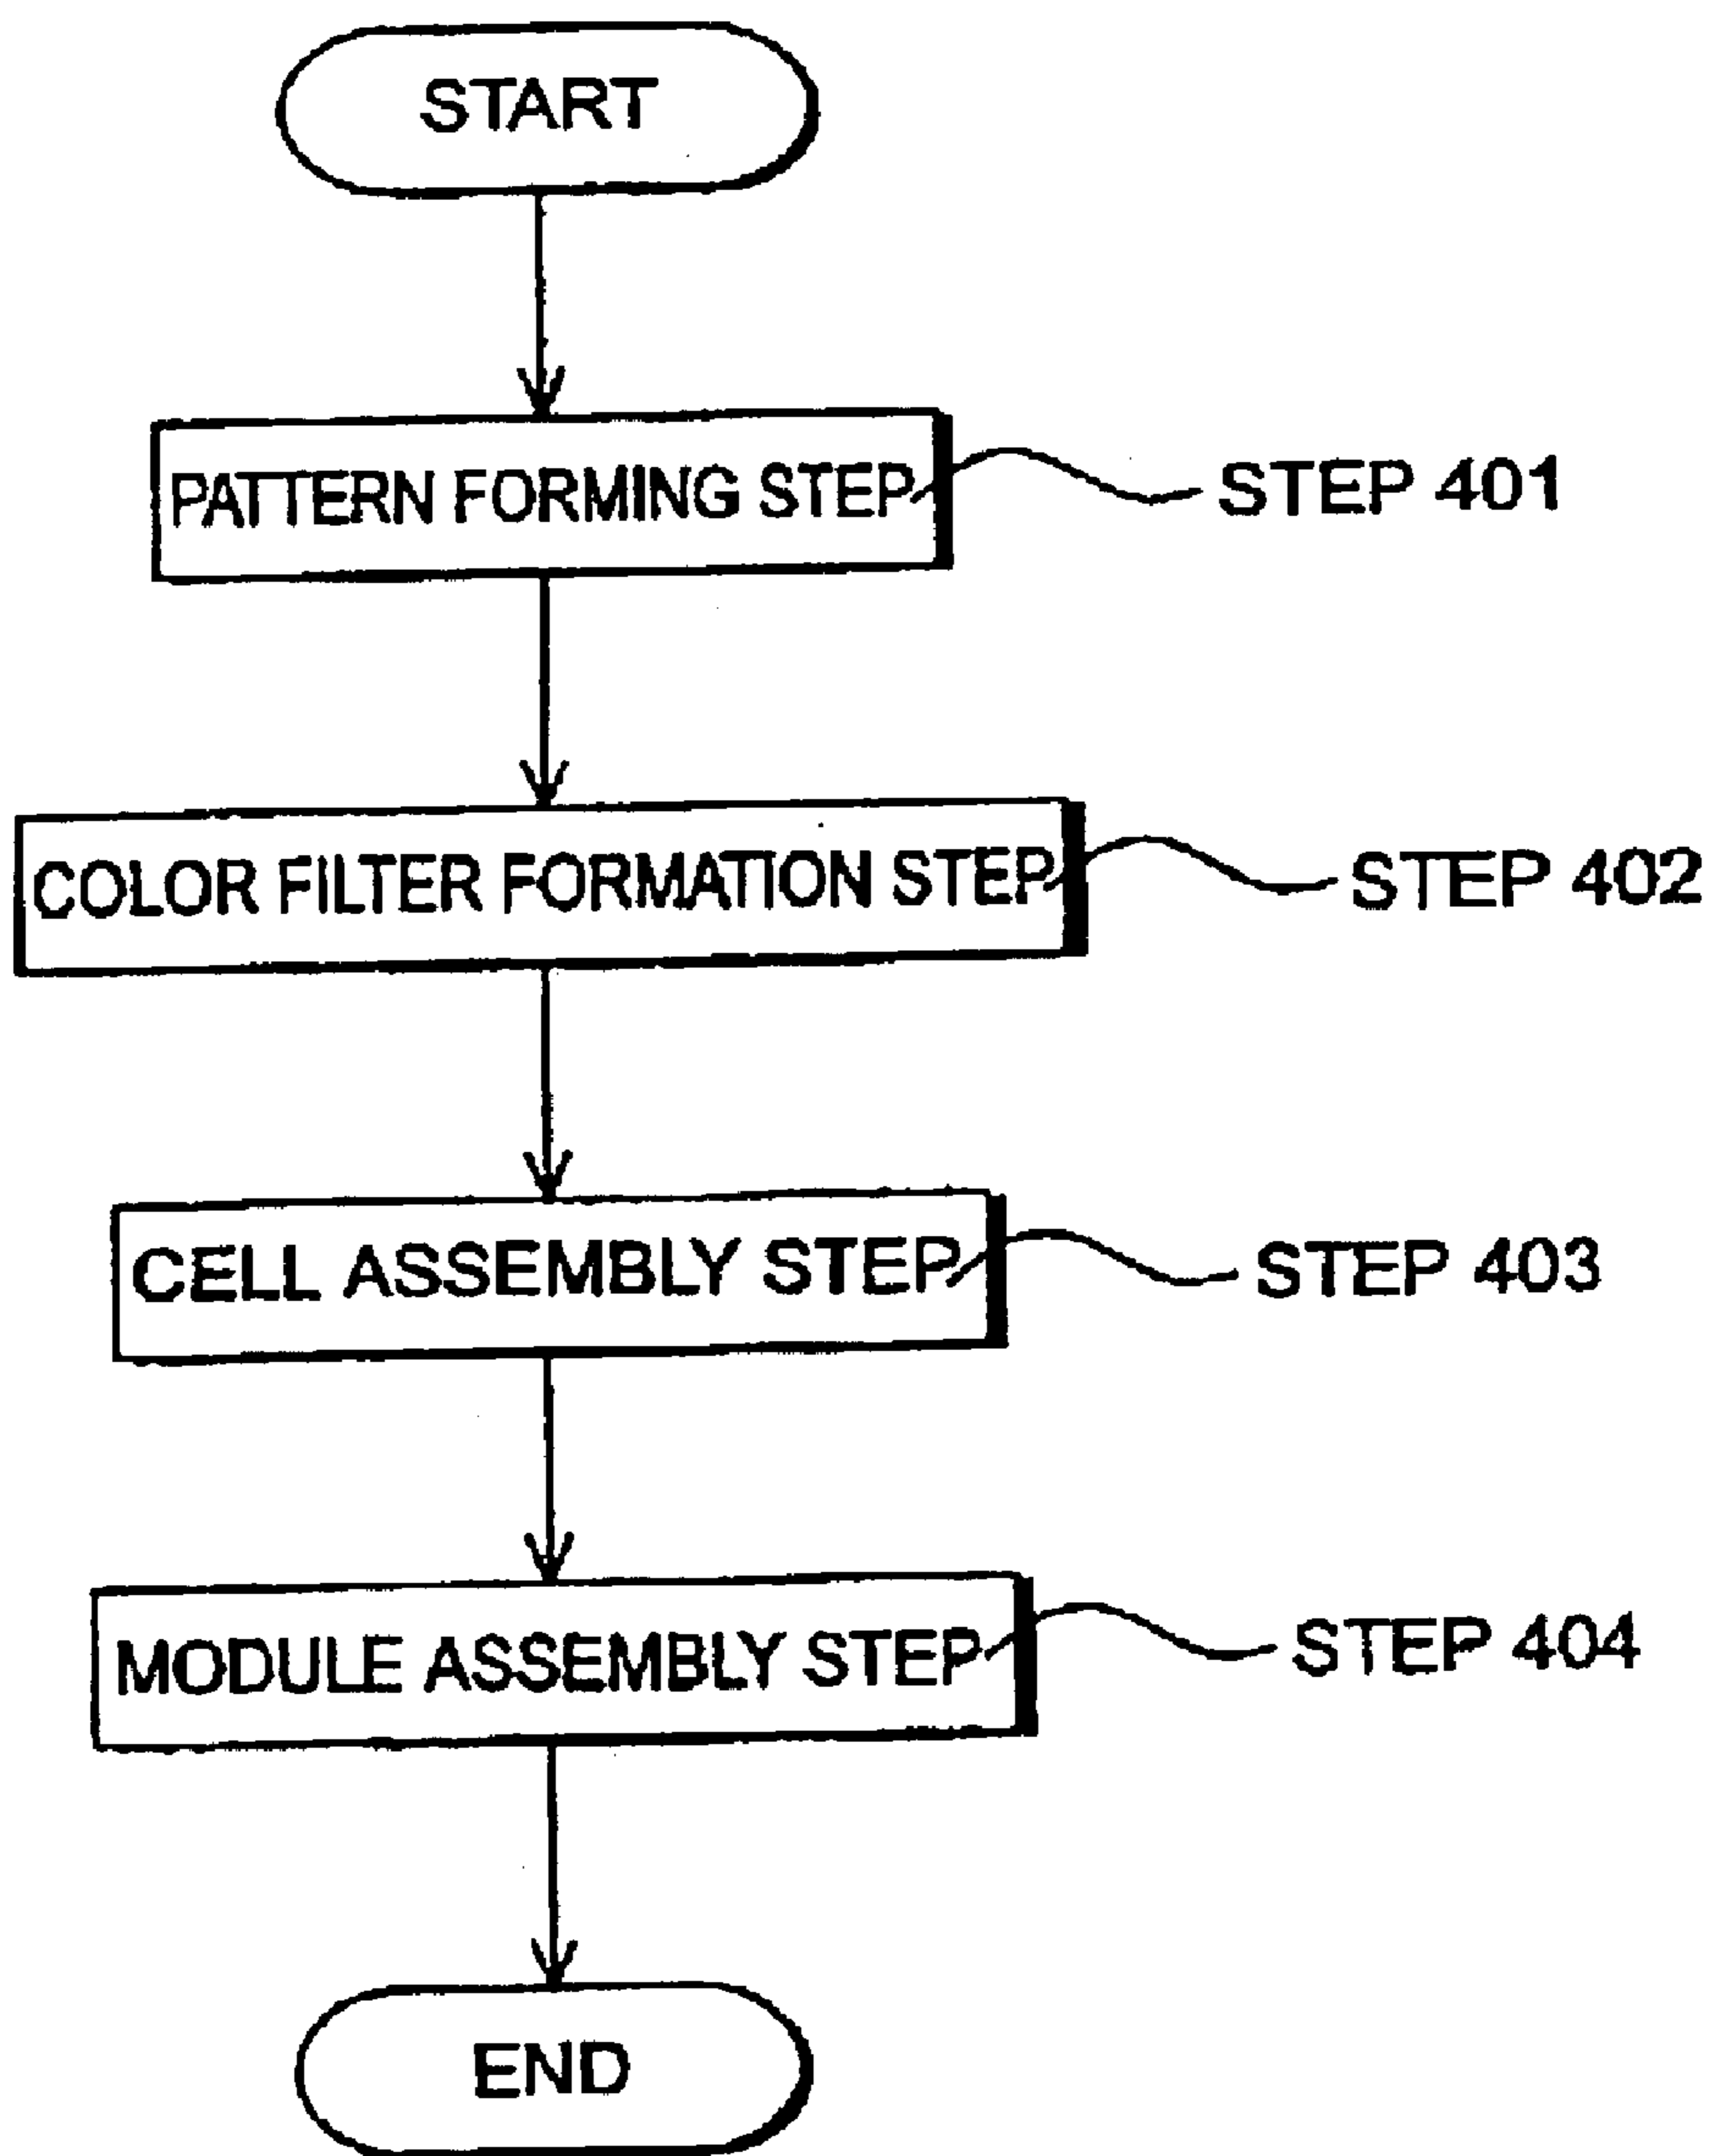 START
PATTERN FORMING STEP
STEP 401
COLOR FILTER FORMATION STEP
STEP 402
CELL ASSEMBLY STEP
STEP 403
MODULE ASSEMBLY STEP
STEP 404
END